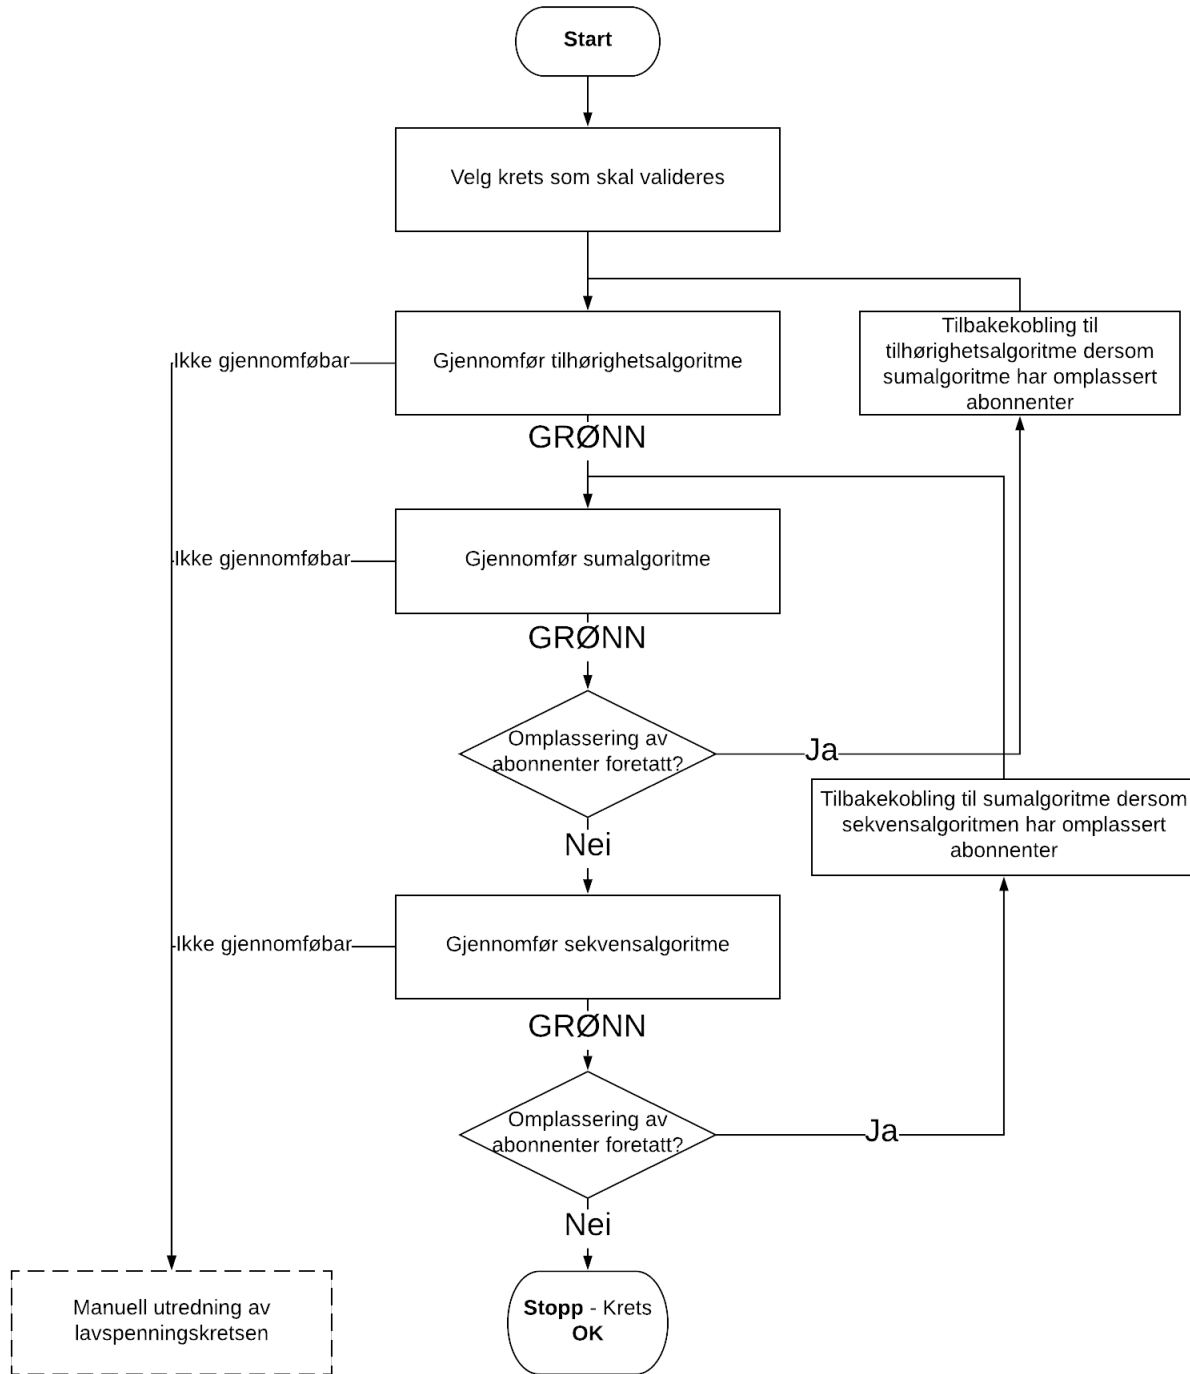 Start
Velg krets som skal valideres
Tilbakekobling til
tilhørighetsalgoritme dersom
sumalgoritme har omplassert
abonnenter
Ikke gjennomføbar
Gjennomfør tilhørighetsalgoritme
GRØNN
Ikke gjennomføbar
Gjennomfør sumalgoritme
GRØNN
Omplassering av
abonnenter foretatt?
Ja
Tilbakekobling til sumalgoritme dersom
sekvensalgoritmen har omplassert
abonnenter
Nei
Ikke gjennomføbar
Gjennomfør sekvensalgoritme
GRØNN
Omplassering av
abonnenter foretatt?
Ja
Nei
Manuell utredning av
lavspenningskretsen
Stopp - Krets
OK